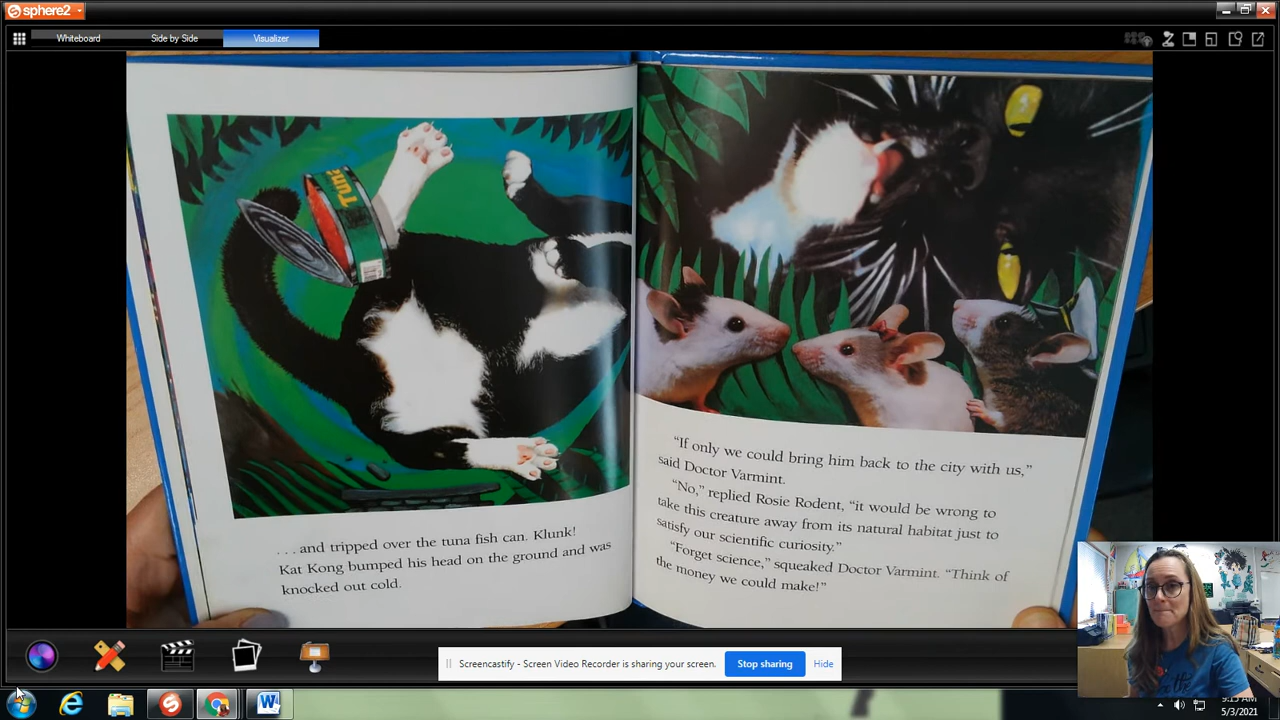 sphere2
Whiteboard
Side by Side
Visualizer
Tuna
. . . and tripped over the tuna fish can. Klunk!
Kat Kong bumped his head on the ground and was
knocked out cold.
"If only we could bring him back to the city with us,"
said Doctor Varmint.
"No," replied Rosie Rodent, "it would be wrong to
take this creature away from its natural habitat just to
satisfy our scientific curiosity."
"Forget science," squeaked Doctor Varmint. "Think of
the money we could make!"
Screencastify - Screen Video Recorder is sharing your screen.
Stop sharing
Hide
9:15 AM
5/3/2021